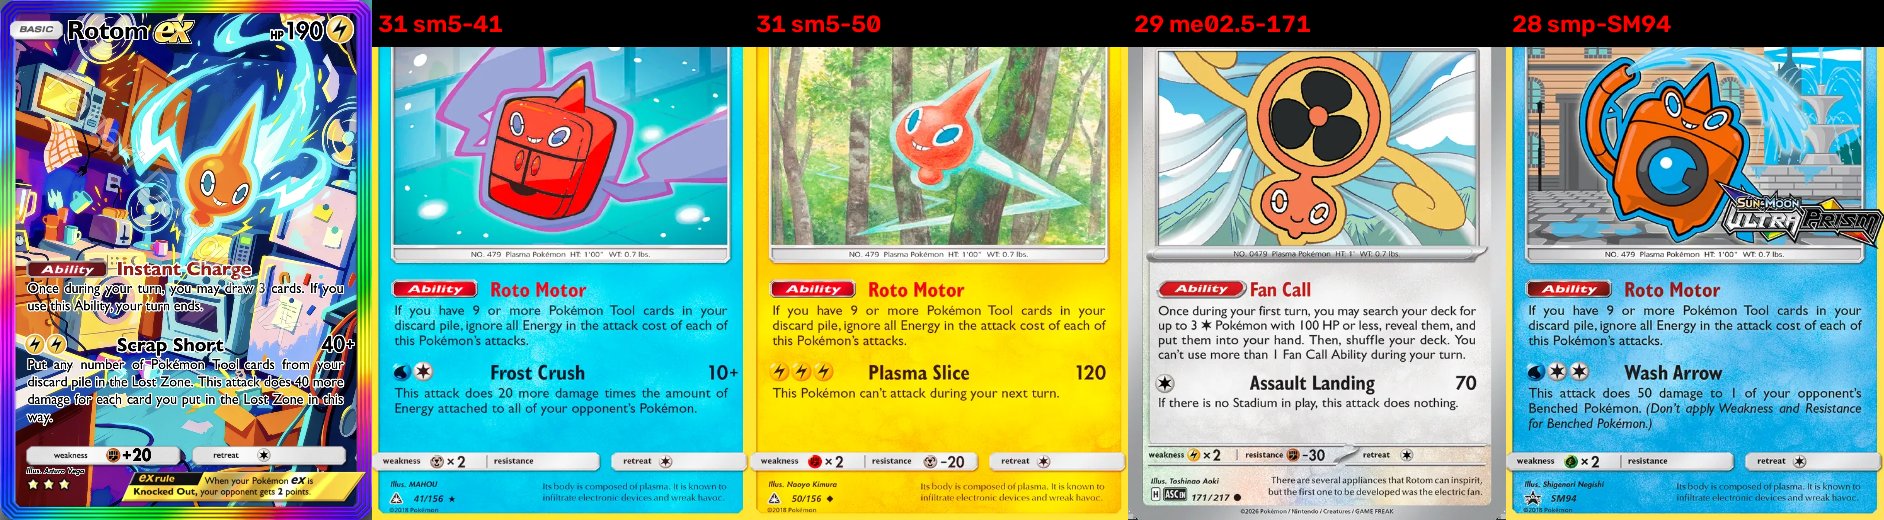 BASIC Rotom ex HP190
Ability Instant Charge
Once during your turn, you may draw 3 cards. If you
use this Ability, your turn ends.
Scrap Short 40+
Put any number of Pokémon Tool cards from your
discard pile in the Lost Zone. This attack does 40 more
damage for each card you put in the Lost Zone in this
way.
weakness +20 retreat
Illus. Arturo Vega
ex rule When your Pokémon ex is
Knocked Out, your opponent gets 2 points.
31 sm5-41
NO. 479 Plasma Pokémon HT: 1'00" WT: 0.7 lbs.
Ability Roto Motor
If you have 9 or more Pokémon Tool cards in your
discard pile, ignore all Energy in the attack cost of each of
this Pokémon's attacks.
Frost Crush 10+
This attack does 20 more damage times the amount of
Energy attached to all of your opponent's Pokémon.
weakness ×2 resistance retreat
Illus. MAHOU
41/156
©2018 Pokémon
Its body is composed of plasma. It is known to
infiltrate electronic devices and wreak havoc.
31 sm5-50
NO. 479 Plasma Pokémon HT: 1'00" WT: 0.7 lbs.
Ability Roto Motor
If you have 9 or more Pokémon Tool cards in your
discard pile, ignore all Energy in the attack cost of each of
this Pokémon's attacks.
Plasma Slice 120
This Pokémon can't attack during your next turn.
weakness ×2 resistance -20 retreat
Illus. Naoyo Kimura
50/156
©2018 Pokémon
Its body is composed of plasma. It is known to
infiltrate electronic devices and wreak havoc.
29 me02.5-171
NO. 0479 Plasma Pokémon HT: 1' WT: 0.7 lbs.
Ability Fan Call
Once during your first turn, you may search your deck for
up to 3 Pokémon with 100 HP or less, reveal them, and
put them into your hand. Then, shuffle your deck. You
can't use more than 1 Fan Call Ability during your turn.
Assault Landing 70
If there is no Stadium in play, this attack does nothing.
weakness ×2 resistance -30 retreat
Illus. Toshinao Aoki
H ASC EN 171/217
There are several appliances that Rotom can inspirit,
but the first one to be developed was the electric fan.
©2026 Pokémon / Nintendo / Creatures / GAME FREAK
28 smp-SM94
SUN & MOON
ULTRA PRISM
NO. 479 Plasma Pokémon HT: 1'00" WT: 0.7 lbs.
Ability Roto Motor
If you have 9 or more Pokémon Tool cards in your
discard pile, ignore all Energy in the attack cost of each of
this Pokémon's attacks.
Wash Arrow
This attack does 50 damage to 1 of your opponent's
Benched Pokémon. (Don't apply Weakness and Resistance
for Benched Pokémon.)
weakness ×2 resistance retreat
Illus. Shigenori Negishi
SM94
©2018 Pokémon
Its body is composed of plasma. It is known to
infiltrate electronic devices and wreak havoc.